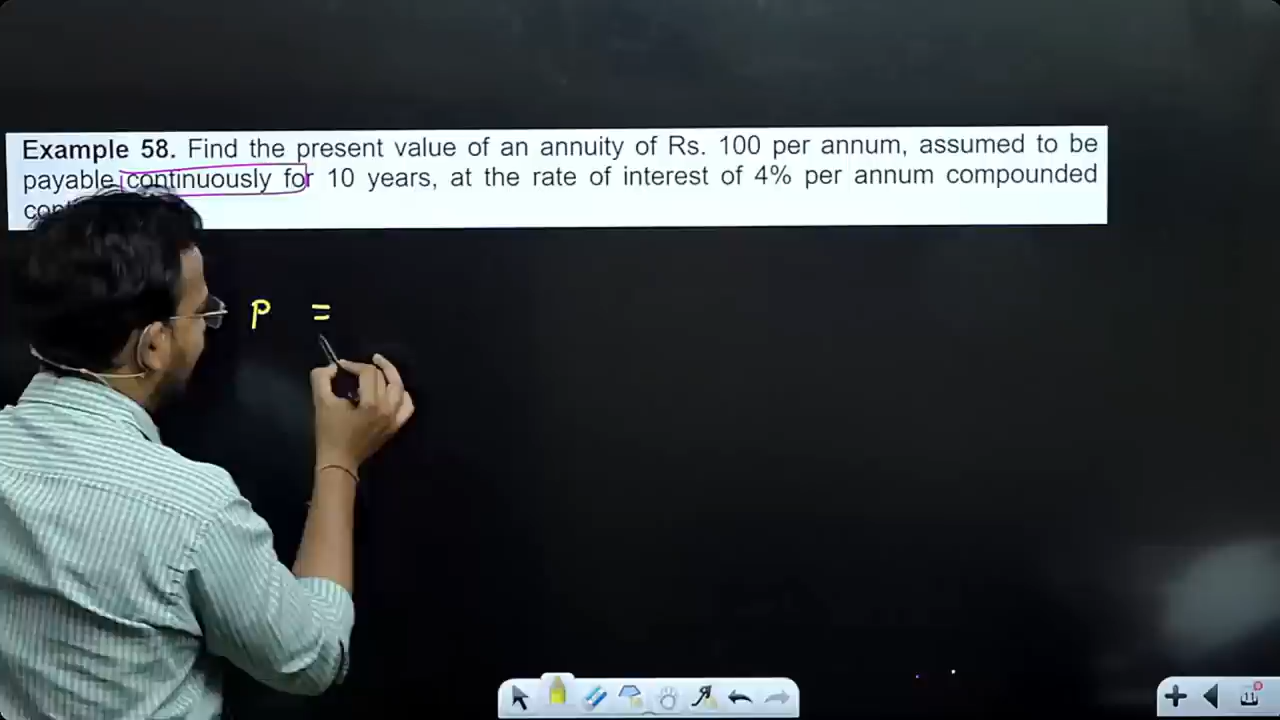 Example 58. Find the present value of an annuity of Rs. 100 per annum, assumed to be
payable continuously for 10 years, at the rate of interest of 4% per annum compounded
P =
11